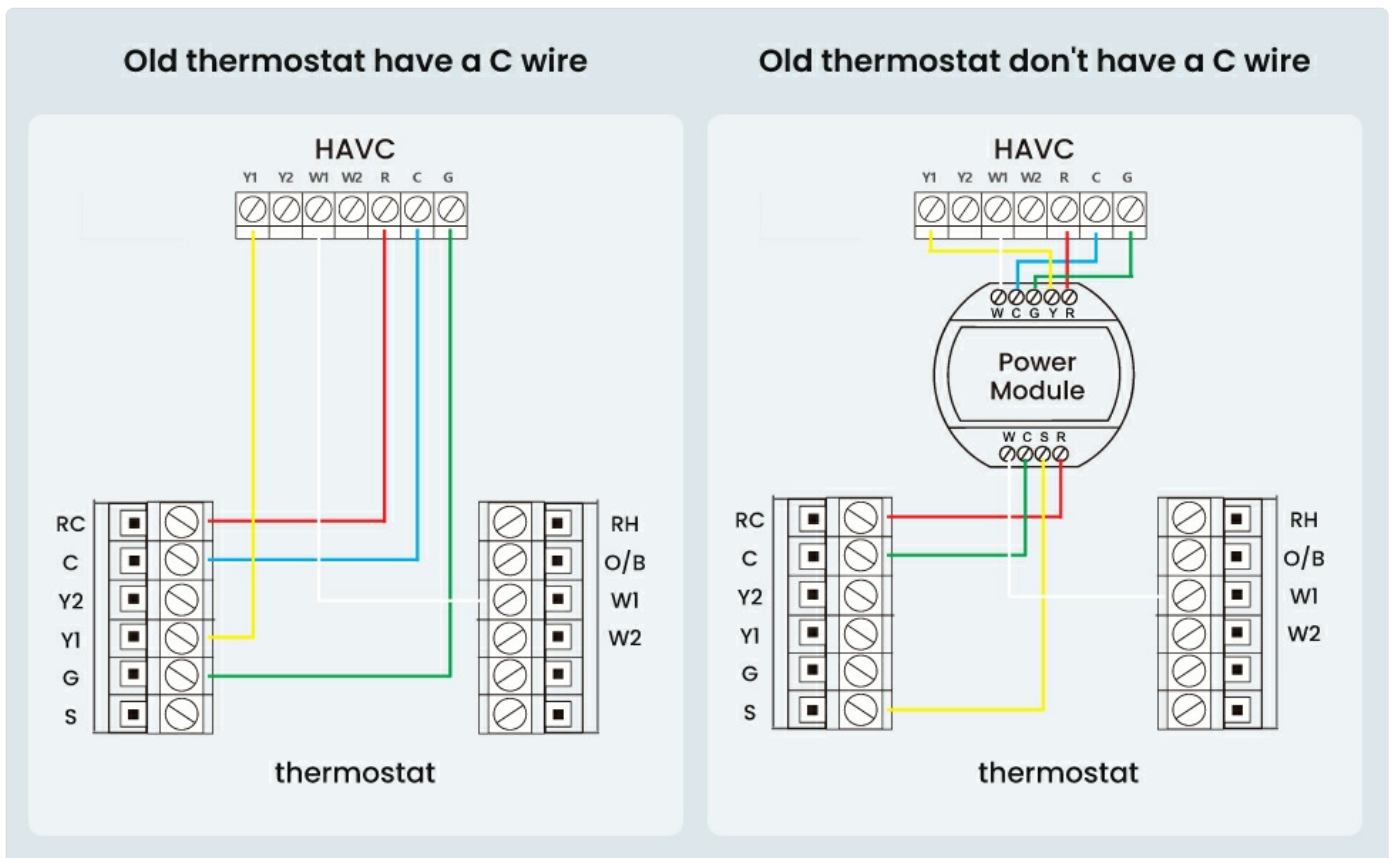 Old thermostat have a C wire
HAVC
Y1 Y2 W1 W2 R C G
RC
C
Y2
Y1
G
S
RH
O/B
W1
W2
thermostat
Old thermostat don't have a C wire
HAVC
Y1 Y2 W1 W2 R C G
W C G Y R
Power
Module
W C S R
RC
C
Y2
Y1
G
S
RH
O/B
W1
W2
thermostat